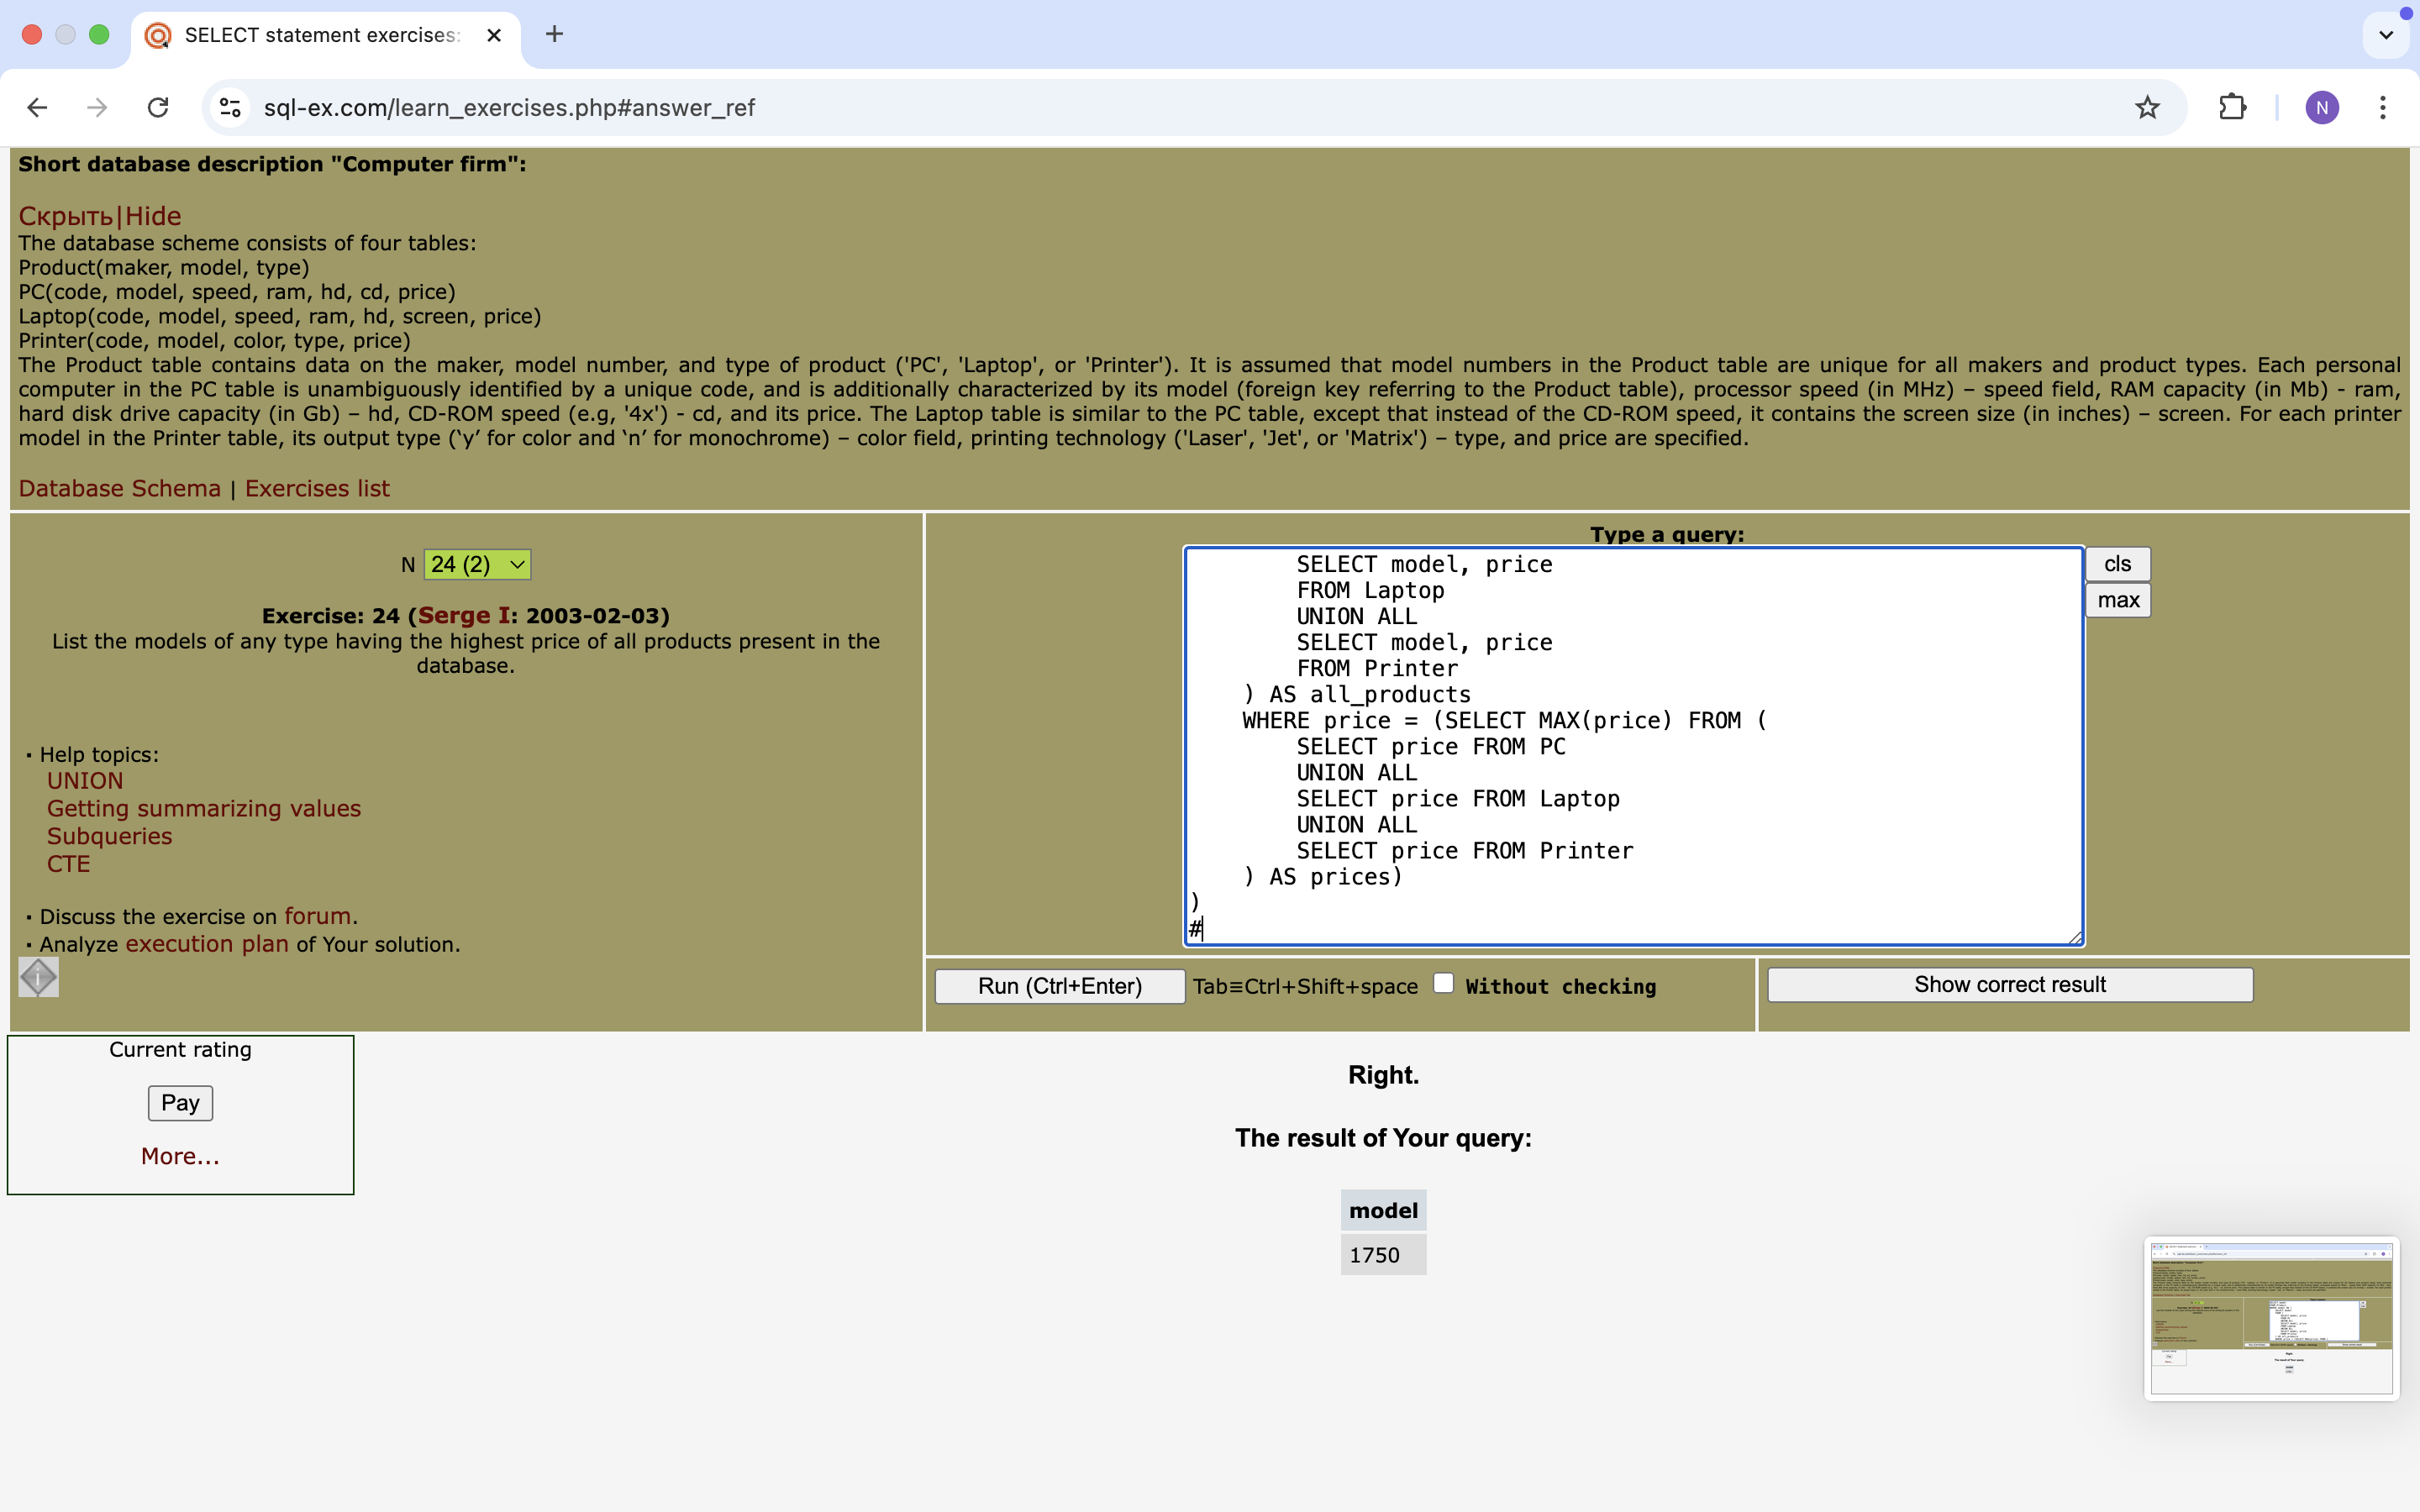 SELECT statement exercises:
sql-ex.com/learn_exercises.php#answer_ref
N
Short database description "Computer firm":
Скрыть|Hide
The database scheme consists of four tables:
Product(maker, model, type)
PC(code, model, speed, ram, hd, cd, price)
Laptop(code, model, speed, ram, hd, screen, price)
Printer(code, model, color, type, price)
The Product table contains data on the maker, model number, and type of product ('PC', 'Laptop', or 'Printer'). It is assumed that model numbers in the Product table are unique for all makers and product types. Each personal
computer in the PC table is unambiguously identified by a unique code, and is additionally characterized by its model (foreign key referring to the Product table), processor speed (in MHz) – speed field, RAM capacity (in Mb) - ram,
hard disk drive capacity (in Gb) – hd, CD-ROM speed (e.g, '4x') - cd, and its price. The Laptop table is similar to the PC table, except that instead of the CD-ROM speed, it contains the screen size (in inches) – screen. For each printer
model in the Printer table, its output type (‘y’ for color and ‘n’ for monochrome) – color field, printing technology ('Laser', 'Jet', or 'Matrix') – type, and price are specified.
Database Schema | Exercises list
N 24 (2)
Exercise: 24 (Serge I: 2003-02-03)
List the models of any type having the highest price of all products present in the
database.
· Help topics:
UNION
Getting summarizing values
Subqueries
CTE
· Discuss the exercise on forum.
· Analyze execution plan of Your solution.
Type a query:
SELECT model, price
FROM Laptop
UNION ALL
SELECT model, price
FROM Printer
) AS all_products
WHERE price = (SELECT MAX(price) FROM (
SELECT price FROM PC
UNION ALL
SELECT price FROM Laptop
UNION ALL
SELECT price FROM Printer
) AS prices)
)
#
cls
max
Run (Ctrl+Enter) Tab≡Ctrl+Shift+space Without checking
Show correct result
Current rating
Pay
More...
Right.
The result of Your query:
model
1750